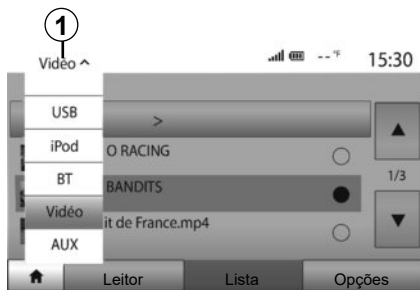 1
Vidéo
--°F
15:30
USB
>
iPod
O RACING
BT
BANDITS
1/3
Vidéo
it de France.mp4
AUX
Leitor
Lista
Opções